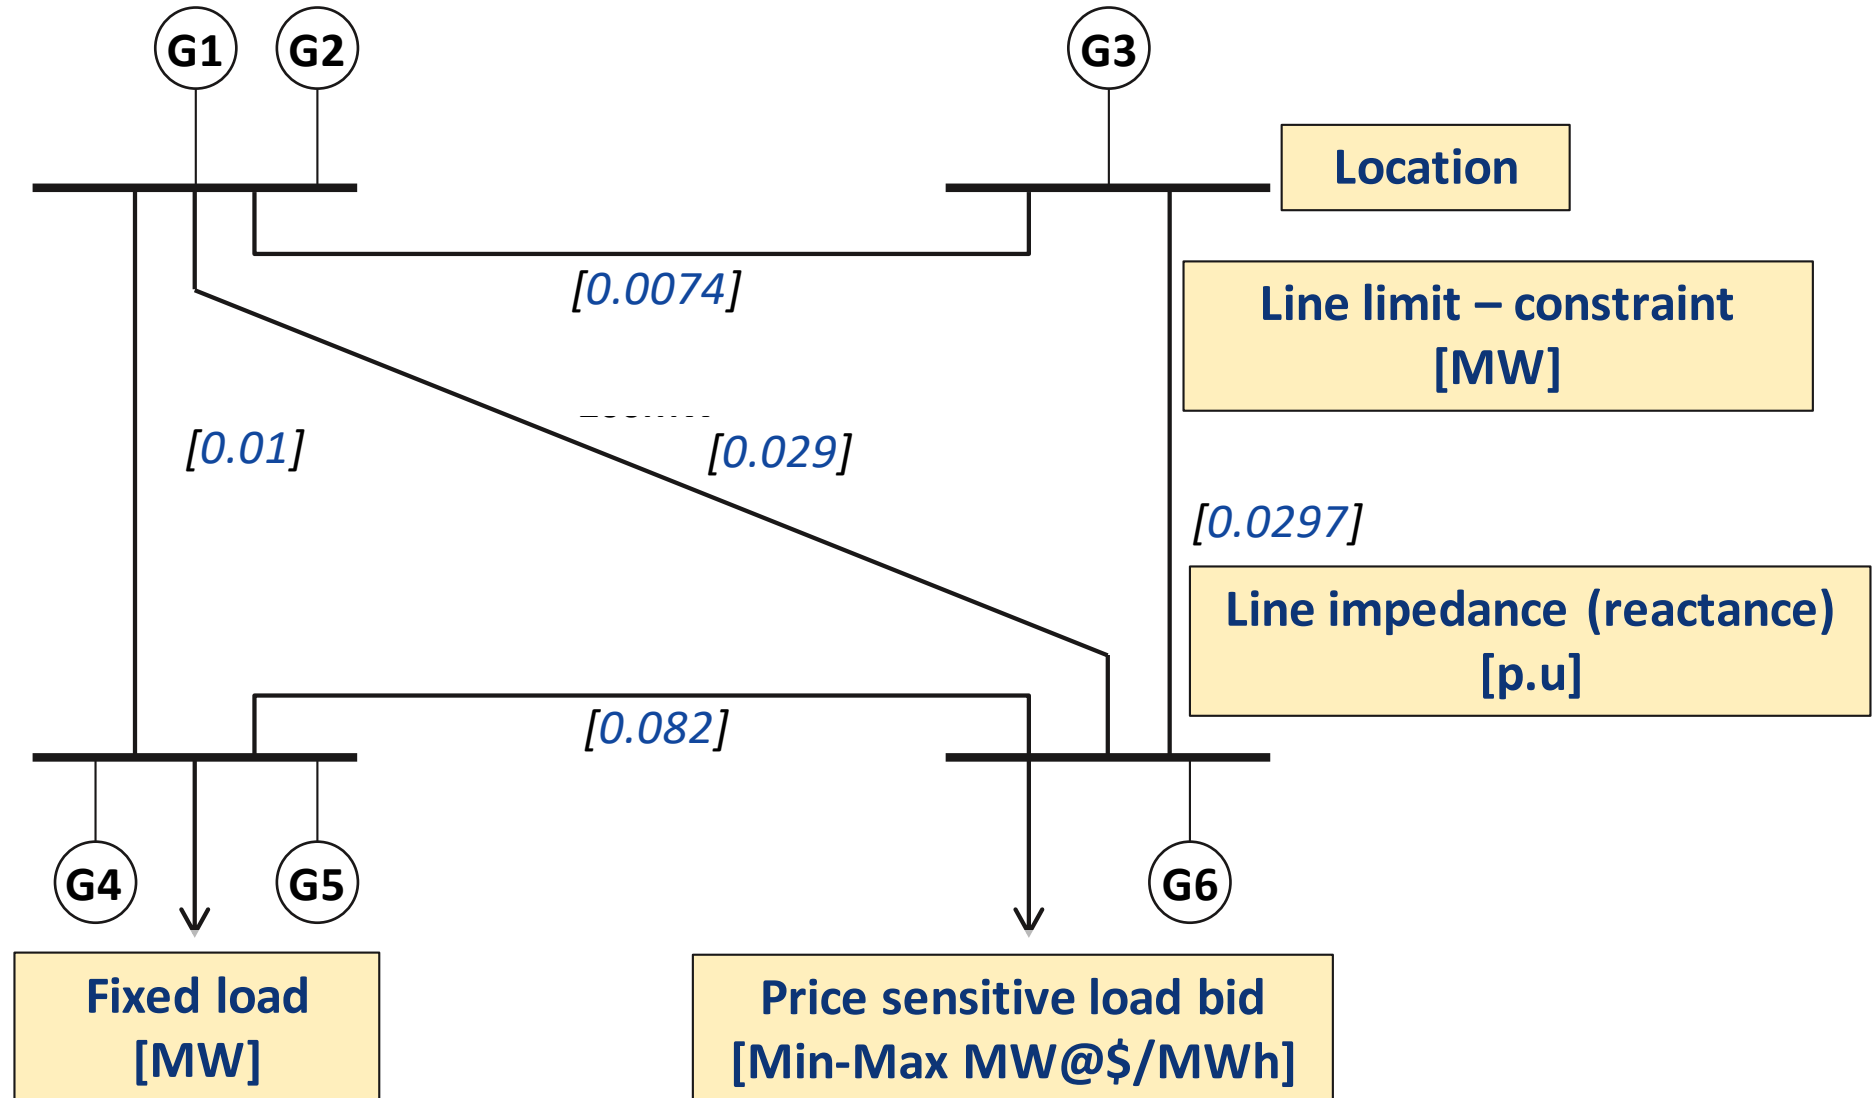 G1
G2
G3
Location
[0.0074]
Line limit – constraint
[MW]
[0.01]
[0.029]
[0.0297]
Line impedance (reactance)
[p.u]
[0.082]
G4
G5
G6
Fixed load
[MW]
Price sensitive load bid
[Min-Max MW@$/MWh]